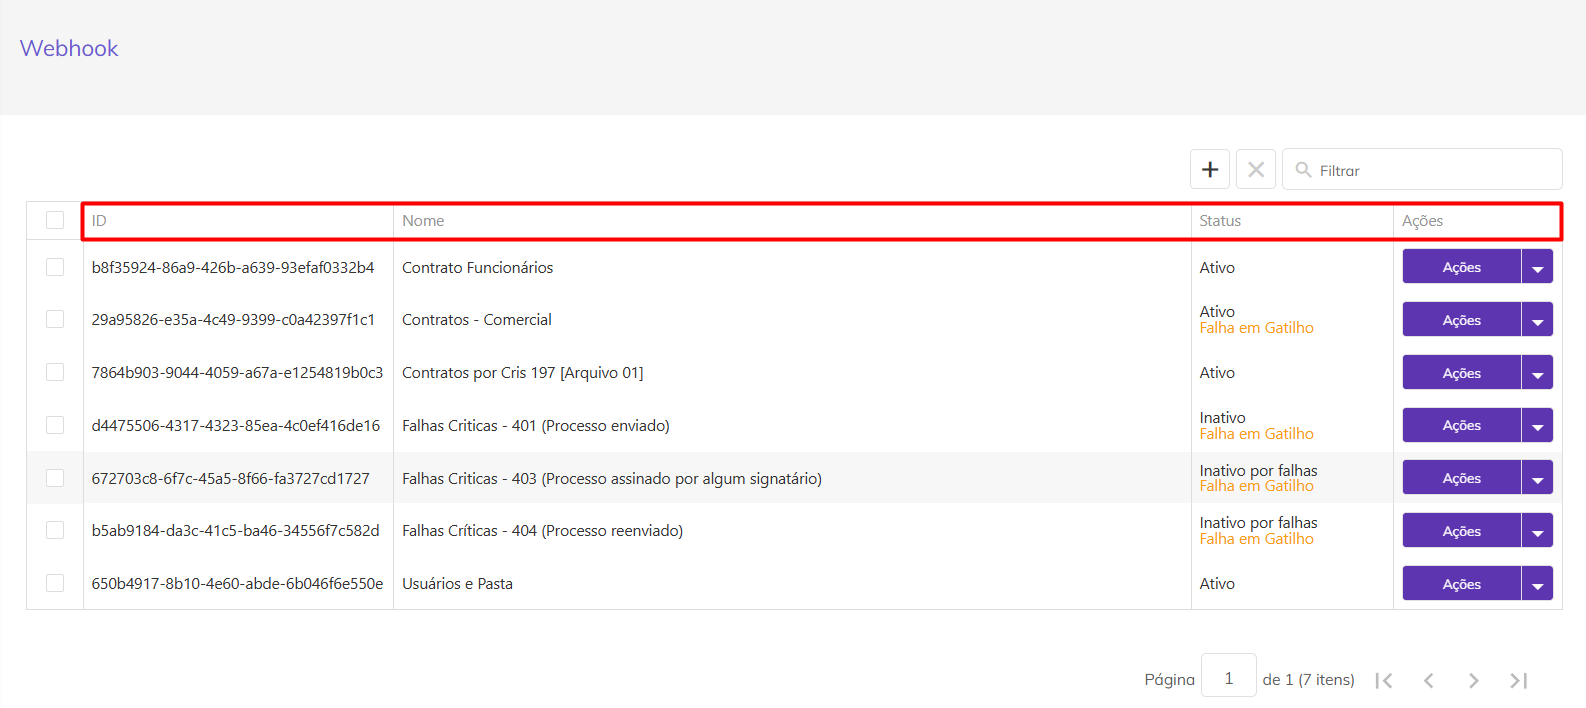 Webhook
Filtrar
ID Nome Status Ações
b8f35924-86a9-426b-a639-93efaf0332b4 Contrato Funcionários Ativo Ações
29a95826-e35a-4c49-9399-c0a42397f1c1 Contratos - Comercial Ativo Ações
Falha em Gatilho
7864b903-9044-4059-a67a-e1254819b0c3 Contratos por Cris 197 [Arquivo 01] Ativo Ações
d4475506-4317-4323-85ea-4c0ef416de16 Falhas Criticas - 401 (Processo enviado) Inativo Ações
Falha em Gatilho
672703c8-6f7c-45a5-8f66-fa3727cd1727 Falhas Criticas - 403 (Processo assinado por algum signatário) Inativo por falhas Ações
Falha em Gatilho
b5ab9184-da3c-41c5-ba46-34556f7c582d Falhas Críticas - 404 (Processo reenviado) Inativo por falhas Ações
Falha em Gatilho
650b4917-8b10-4e60-abde-6b046f6e550e Usuários e Pasta Ativo Ações
Página 1 de 1 (7 itens)